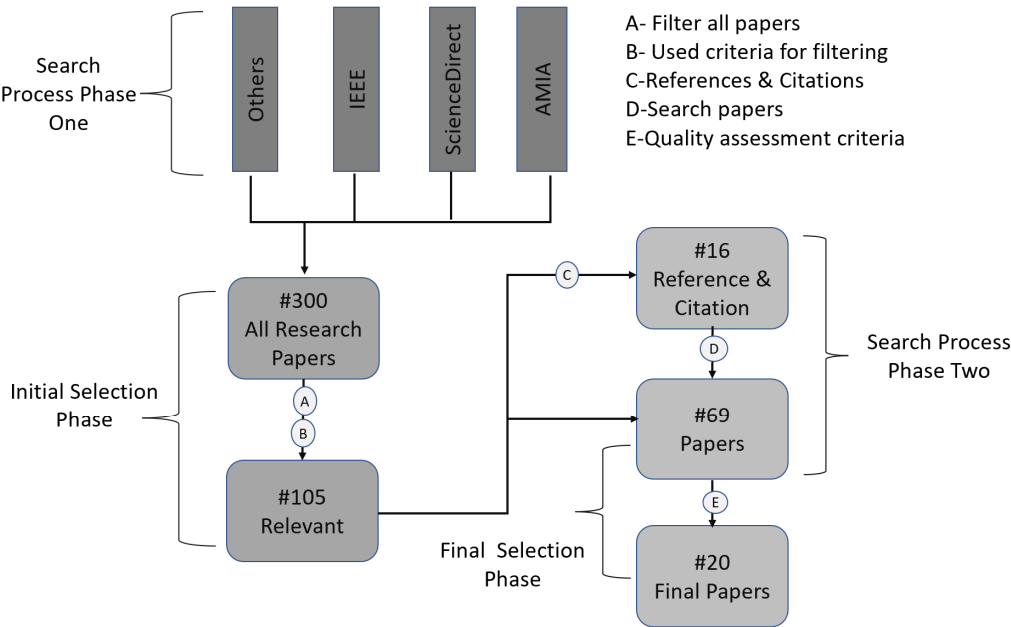 Search
Process Phase
One
Others
IEEE
ScienceDirect
AMIA
A- Filter all papers
B- Used criteria for filtering
C-References & Citations
D-Search papers
E-Quality assessment criteria
#300
All Research
Papers
A
B
#105
Relevant
Initial Selection
Phase
C
#16
Reference &
Citation
D
#69
Papers
E
#20
Final Papers
Search Process
Phase Two
Final Selection
Phase